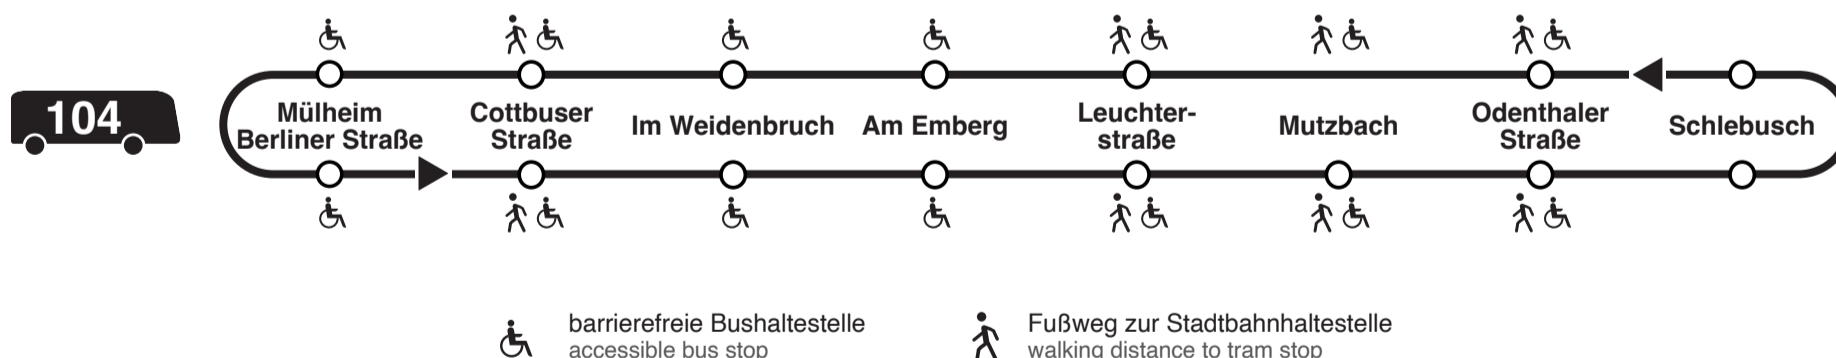 104
Mülheim
Berliner Straße
Cottbuser
Straße
Im Weidenbruch
Am Emberg
Leuchter-
straße
Mutzbach
Odenthaler
Straße
Schlebusch
barrierefreie Bushaltestelle
accessible bus stop
Fußweg zur Stadtbahnhaltestelle
walking distance to tram stop